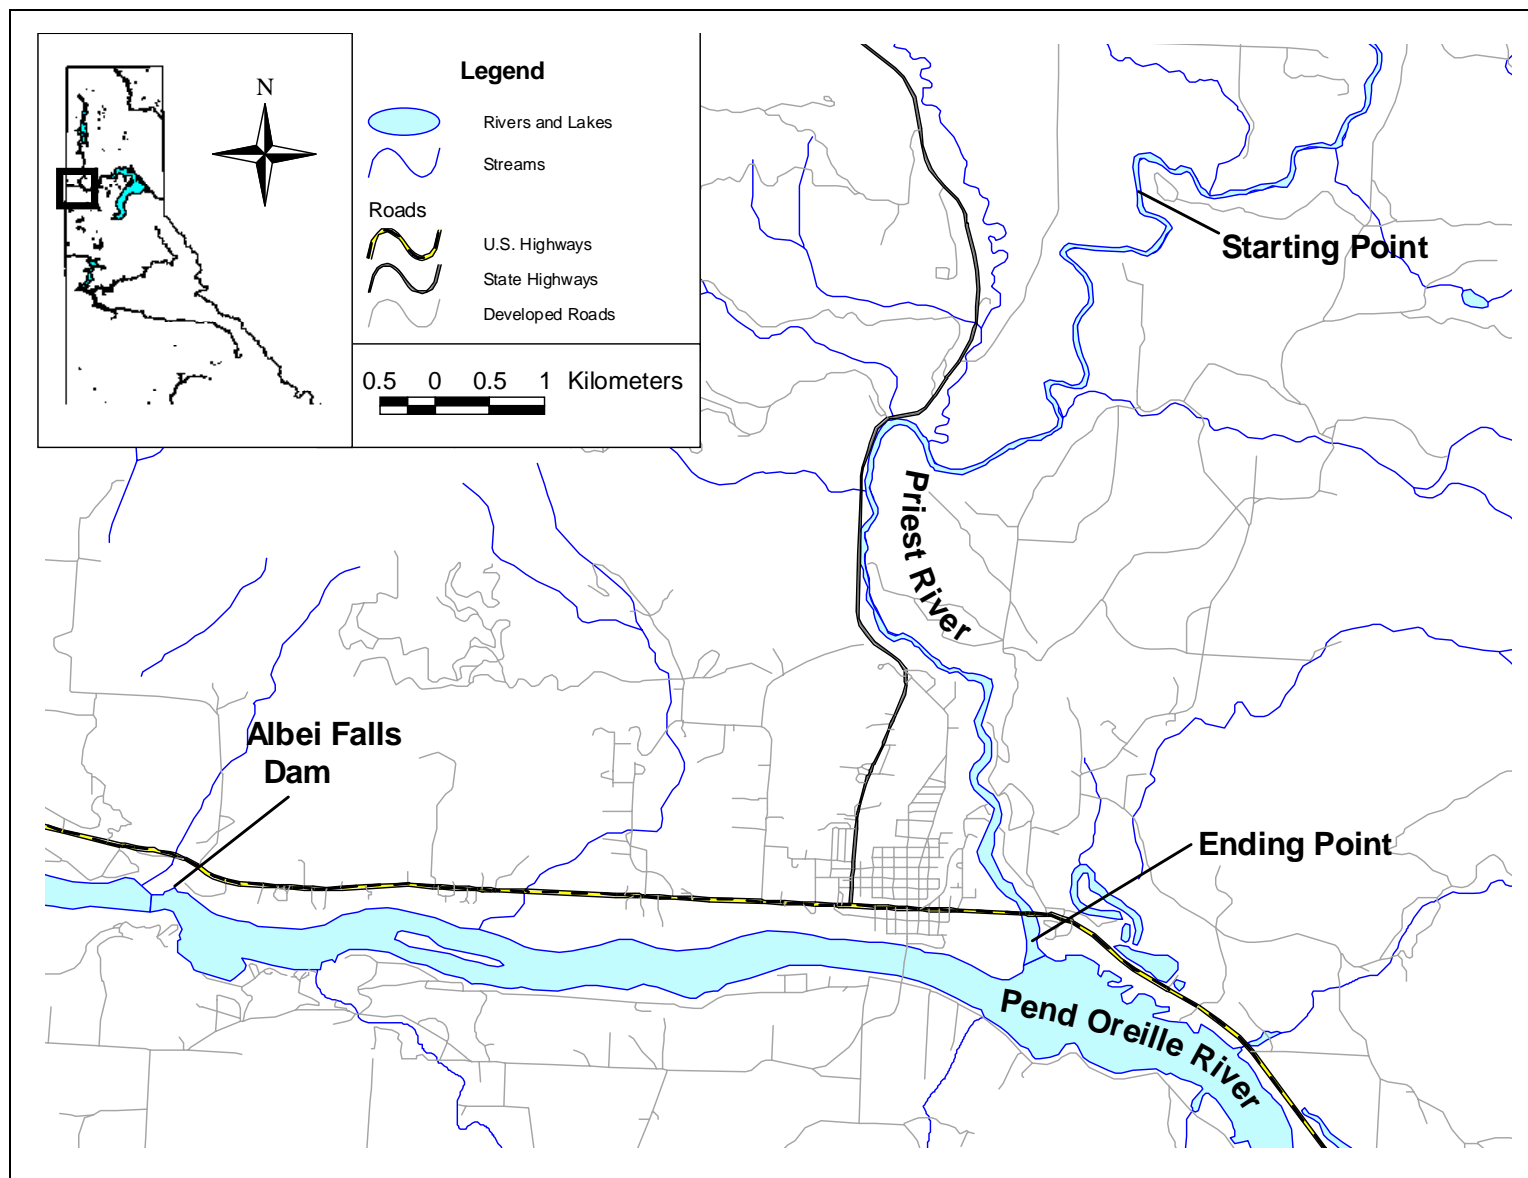 N
Legend
Rivers and Lakes
Streams
Roads
U.S. Highways
State Highways
Developed Roads
0.5 0 0.5 1 Kilometers
Starting Point
Priest River
Albei Falls
Dam
Ending Point
Pend Oreille River